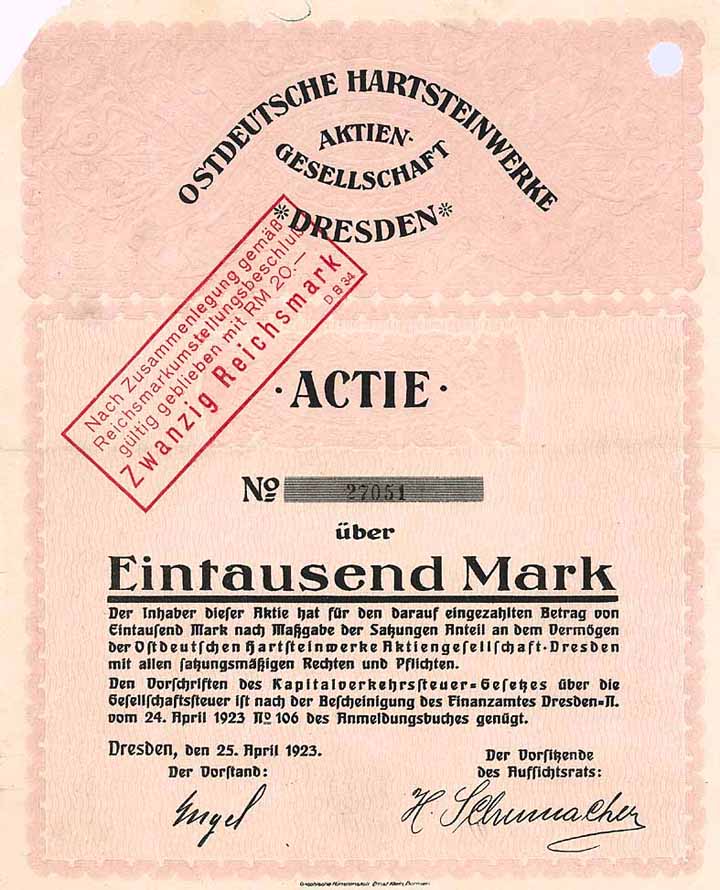 OSTDEUTSCHE HARTSTEINWERKE
AKTIEN-
GESELLSCHAFT
*DRESDEN*
Nach Zusammenlegung gemäß
Reichsmarkumstellungsbeschluß
gültig geblieben mit RM 20.—
Zwanzig Reichsmark
D B 34
· ACTIE ·
No 27051
über
Eintausend Mark
Der Inhaber dieser Aktie hat für den darauf eingezahlten Betrag von
Eintausend Mark nach Maßgabe der Satzungen Anteil an dem Vermögen
der Ostdeutschen Hartsteinwerke Aktiengesellschaft-Dresden
mit allen satzungsmäßigen Rechten und Pflichten.
Den Vorschriften des Kapitalverkehrssteuer-Gesetzes über die
Gesellschaftssteuer ist nach der Bescheinigung des Finanzamtes Dresden-N.
vom 24. April 1923 No 106 des Anmeldungsbuches genügt.
Dresden, den 25. April 1923.
Der Vorstand:
Der Vorsitzende
des Aufsichtsrats:
Engel
H. Schumacher
Ernst Klein, Barmen